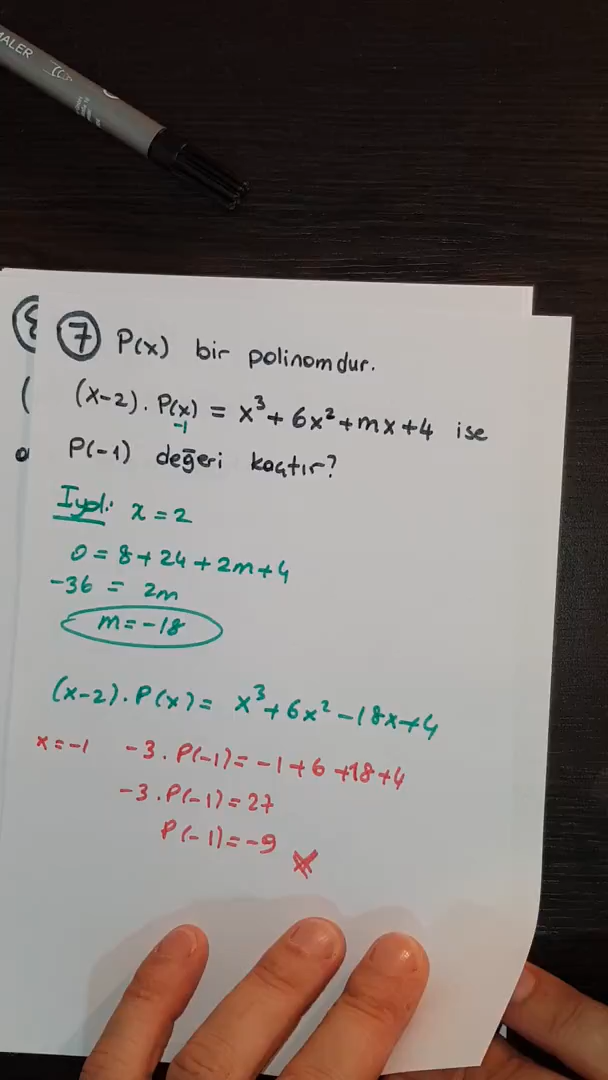 7 P(x) bir polinomdur.
(x-2). P(x) = x³ + 6x² + mx + 4 ise
-1
P(-1) değeri kaçtır?
I.yol: x = 2
0 = 8 + 24 + 2m + 4
-36 = 2m
m = -18
(x-2). P(x) = x³ + 6x² - 18x + 4
x = -1 -3. P(-1) = -1 + 6 + 18 + 4
-3. P(-1) = 27
P(-1) = -9